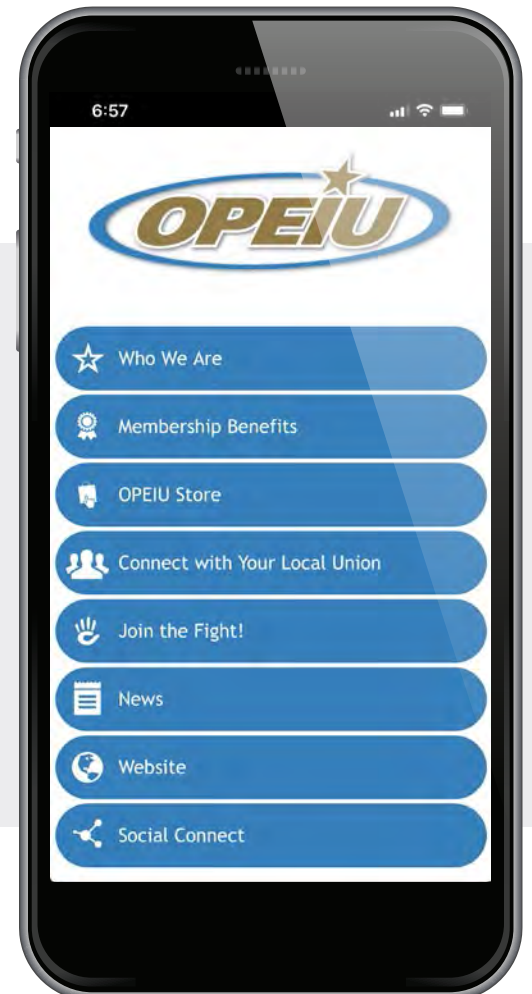 6:57
OPEIU
Who We Are
Membership Benefits
OPEIU Store
Connect with Your Local Union
Join the Fight!
News
Website
Social Connect